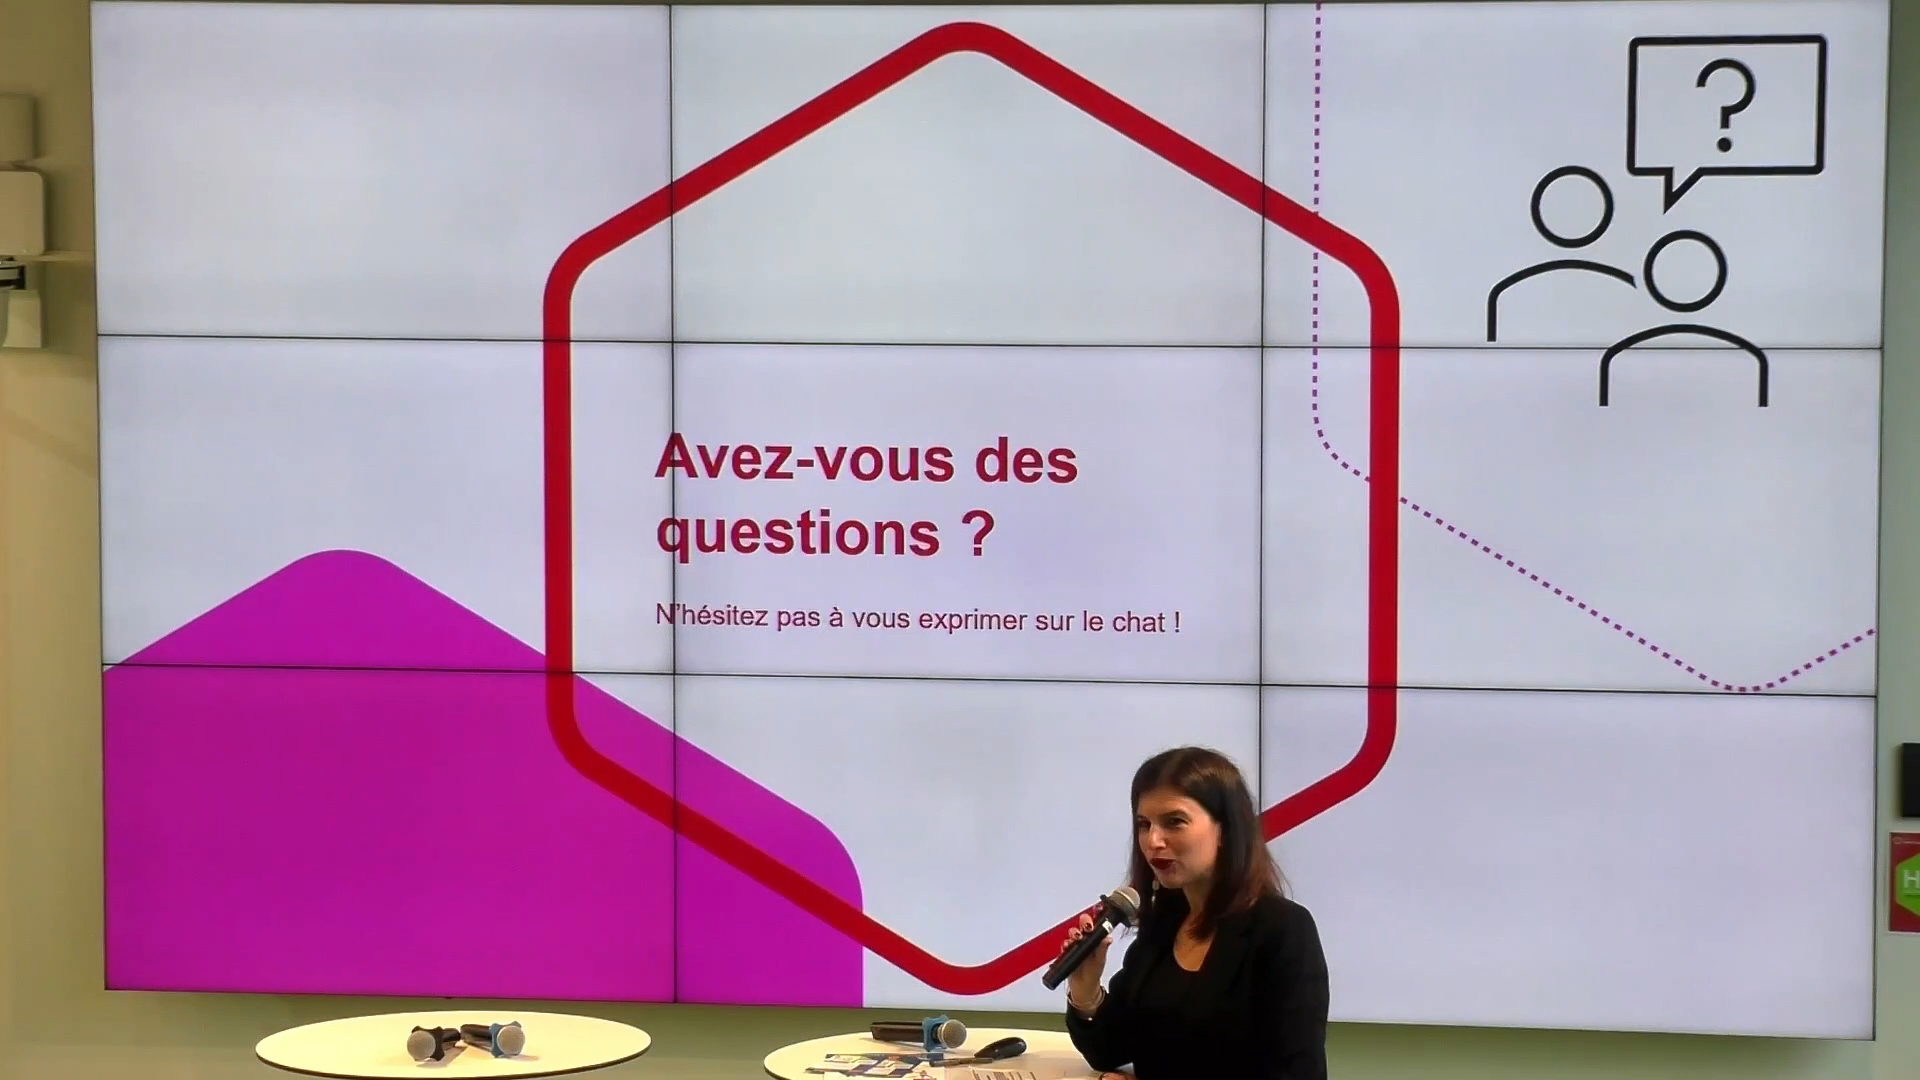 ?
Avez-vous des
questions ?
N'hésitez pas à vous exprimer sur le chat !
H